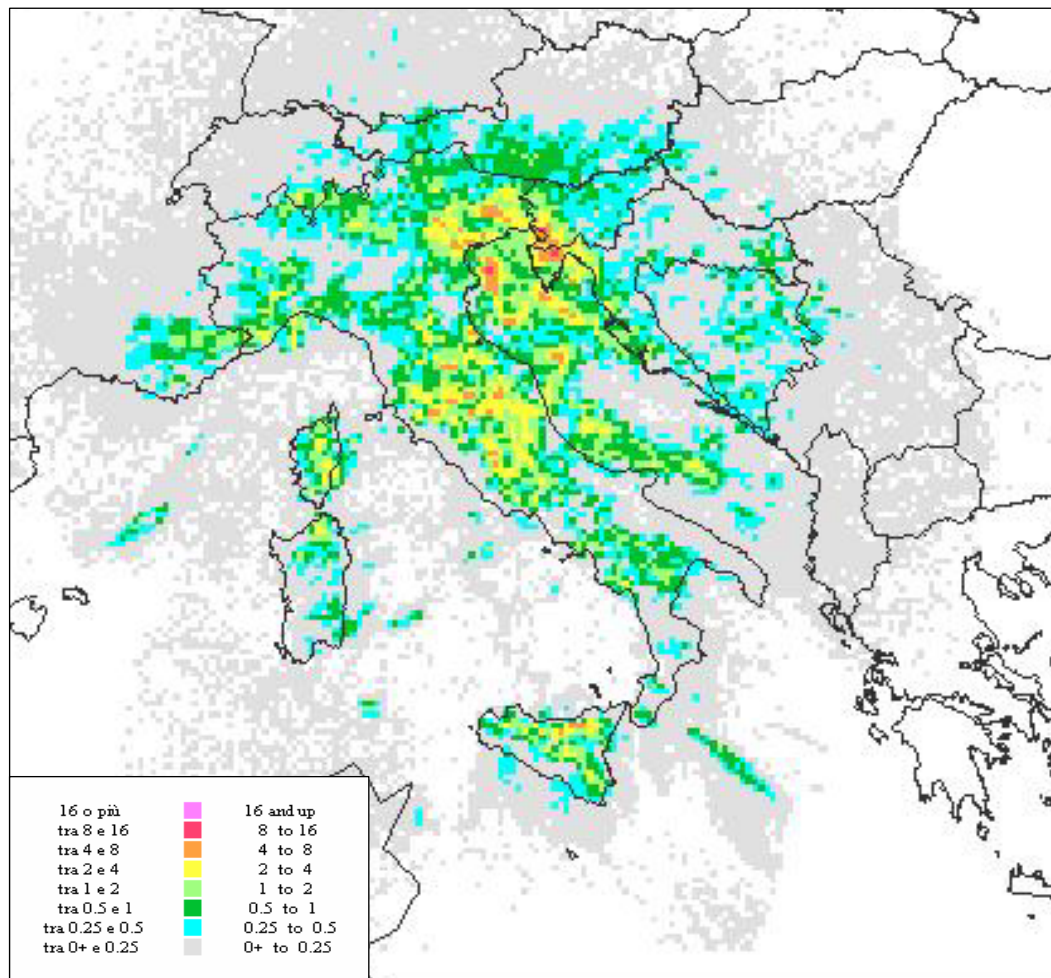 16 o più 16 and up
tra 8 e 16 8 to 16
tra 4 e 8 4 to 8
tra 2 e 4 2 to 4
tra 1 e 2 1 to 2
tra 0.5 e 1 0.5 to 1
tra 0.25 e 0.5 0.25 to 0.5
tra 0+ e 0.25 0+ to 0.25